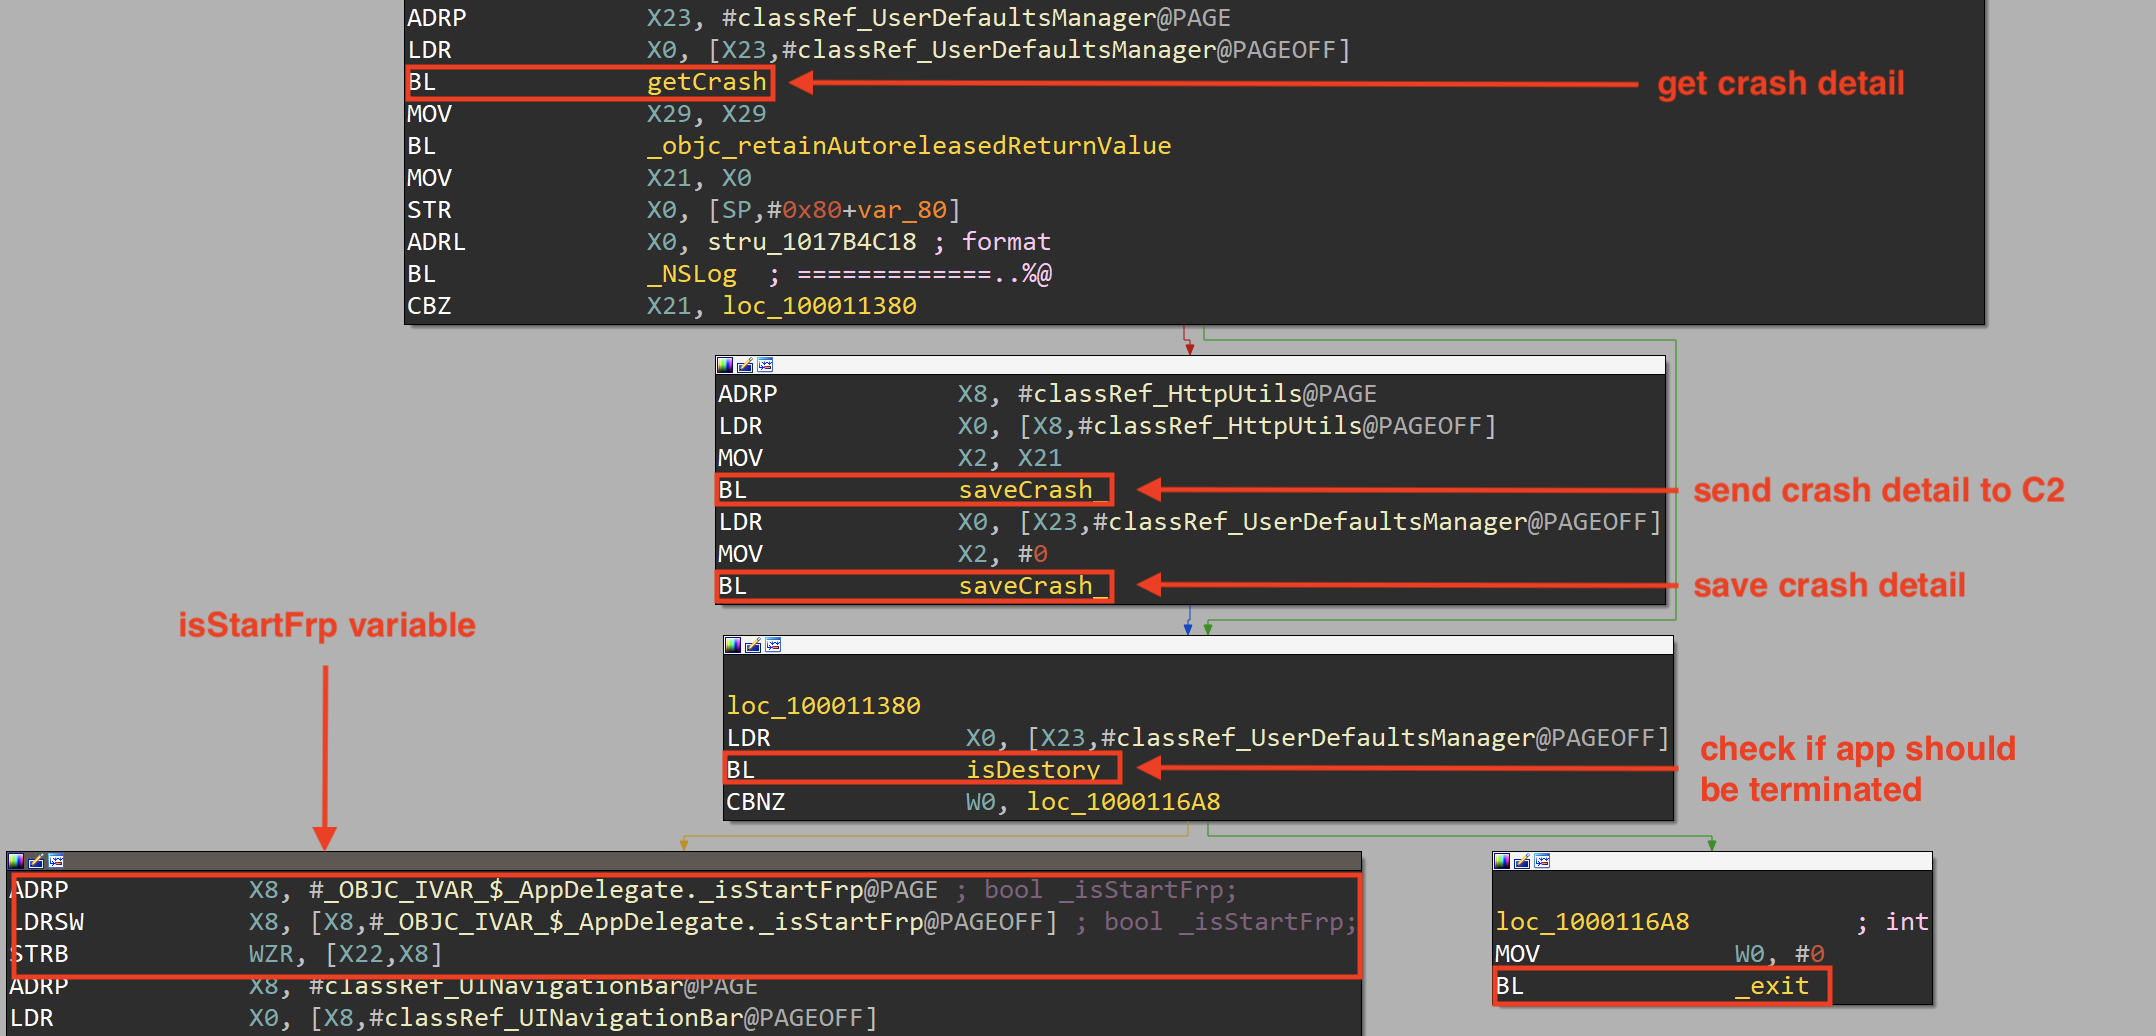 ADRP X23, #classRef_UserDefaultsManager@PAGE
LDR X0, [X23,#classRef_UserDefaultsManager@PAGEOFF]
BL getCrash
get crash detail
MOV X29, X29
BL _objc_retainAutoreleasedReturnValue
MOV X21, X0
STR X0, [SP,#0x80+var_80]
ADRL X0, stru_1017B4C18 ; format
BL _NSLog ; =============..%@
CBZ X21, loc_100011380
ADRP X8, #classRef_HttpUtils@PAGE
LDR X0, [X8,#classRef_HttpUtils@PAGEOFF]
MOV X2, X21
BL saveCrash_
send crash detail to C2
LDR X0, [X23,#classRef_UserDefaultsManager@PAGEOFF]
MOV X2, #0
BL saveCrash_
save crash detail
isStartFrp variable
loc_100011380
LDR X0, [X23,#classRef_UserDefaultsManager@PAGEOFF]
BL isDestory
check if app should
be terminated
CBNZ W0, loc_1000116A8
ADRP X8, #_OBJC_IVAR_$_AppDelegate._isStartFrp@PAGE ; bool _isStartFrp;
LDRSW X8, [X8,#_OBJC_IVAR_$_AppDelegate._isStartFrp@PAGEOFF] ; bool _isStartFrp;
STRB WZR, [X22,X8]
ADRP X8, #classRef_UINavigationBar@PAGE
LDR X0, [X8,#classRef_UINavigationBar@PAGEOFF]
loc_1000116A8 ; int
MOV W0, #0
BL _exit